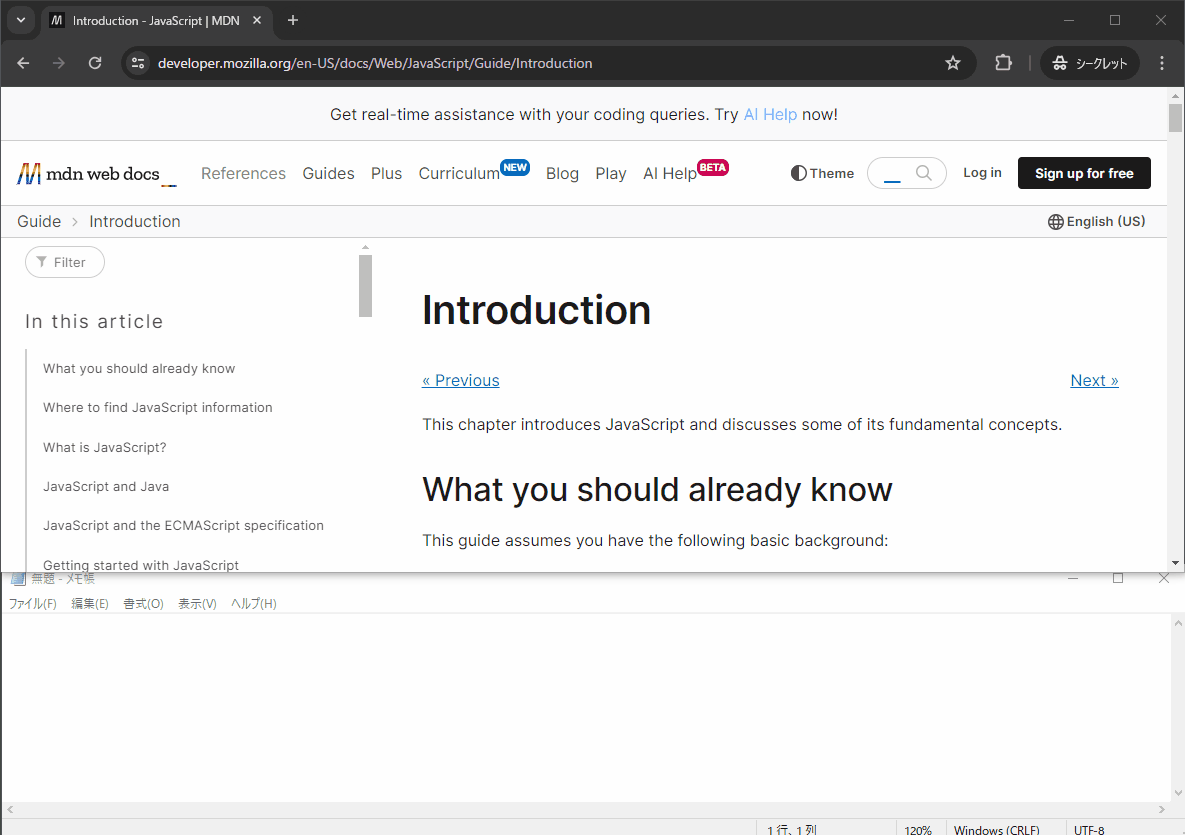 Introduction - JavaScript | MDN
developer.mozilla.org/en-US/docs/Web/JavaScript/Guide/Introduction
シークレット
Get real-time assistance with your coding queries. Try AI Help now!
mdn web docs
References Guides Plus Curriculum NEW Blog Play AI Help BETA
Theme
Log in
Sign up for free
Guide Introduction
English (US)
Filter
In this article
What you should already know
Where to find JavaScript information
What is JavaScript?
JavaScript and Java
JavaScript and the ECMAScript specification
Getting started with JavaScript
Introduction
« Previous
Next »
This chapter introduces JavaScript and discusses some of its fundamental concepts.
What you should already know
This guide assumes you have the following basic background:
無題 - メモ帳
ファイル(F) 編集(E) 書式(O) 表示(V) ヘルプ(H)
1 行、1 列 120% Windows (CRLF) UTF-8